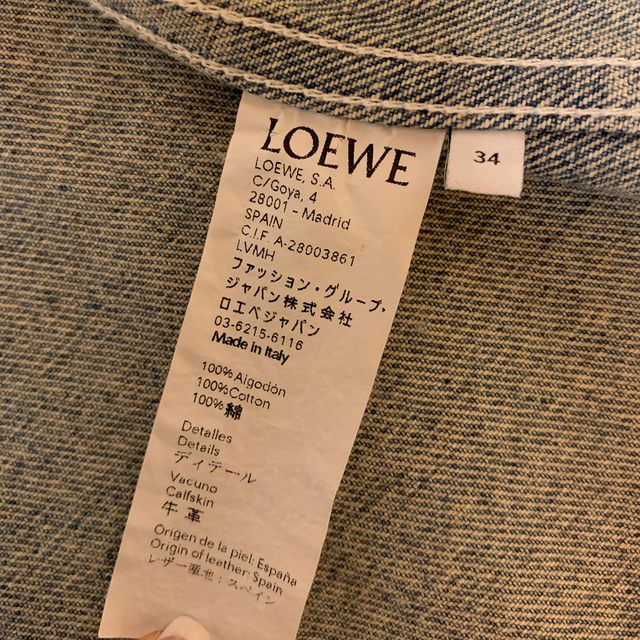 LOEWE
34
LOEWE, S.A.
C/Goya, 4
28001 - Madrid
SPAIN
C.I.F. A-28003861
LVMH
ファッション・グループ・
ジャパン株式会社
ロエベジャパン
03-6215-6116
Made in Italy
100% Algodón
100% Cotton
100% 綿
Detalles
Details
ディテール
Vacuno
Calfskin
牛革
Origen de la piel: España
Origin of leather: Spain
レザー産地：スペイン